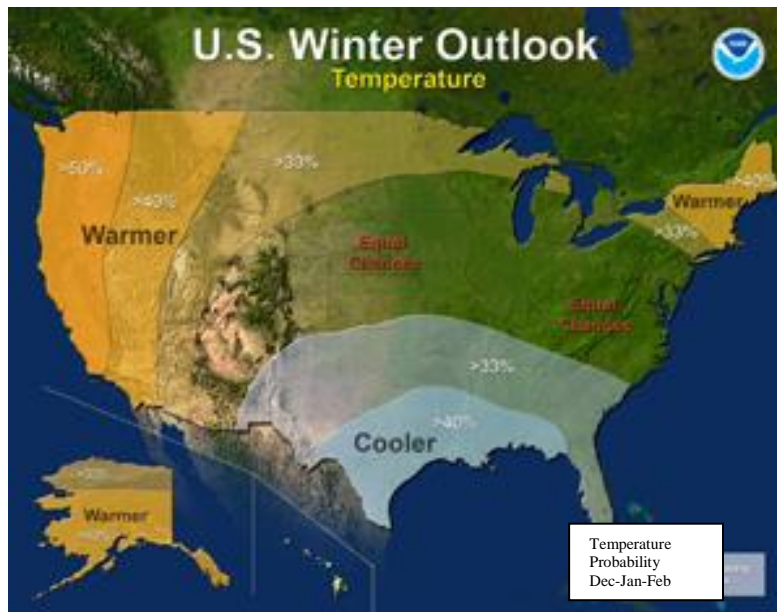 U.S. Winter Outlook
Temperature
>50%
>40%
>33%
Warmer
Equal
Chances
>40%
Warmer
>33%
Equal
Chances
>33%
>40%
Cooler
Warmer
Temperature
Probability
Dec-Jan-Feb